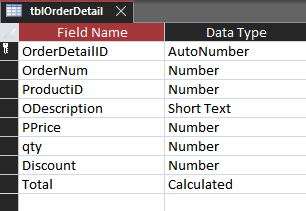 tblOrderDetail
Field Name Data Type
OrderDetailID AutoNumber
OrderNum Number
ProductiD Number
ODescription Short Text
PPrice Number
qty Number
Discount Number
Total Calculated